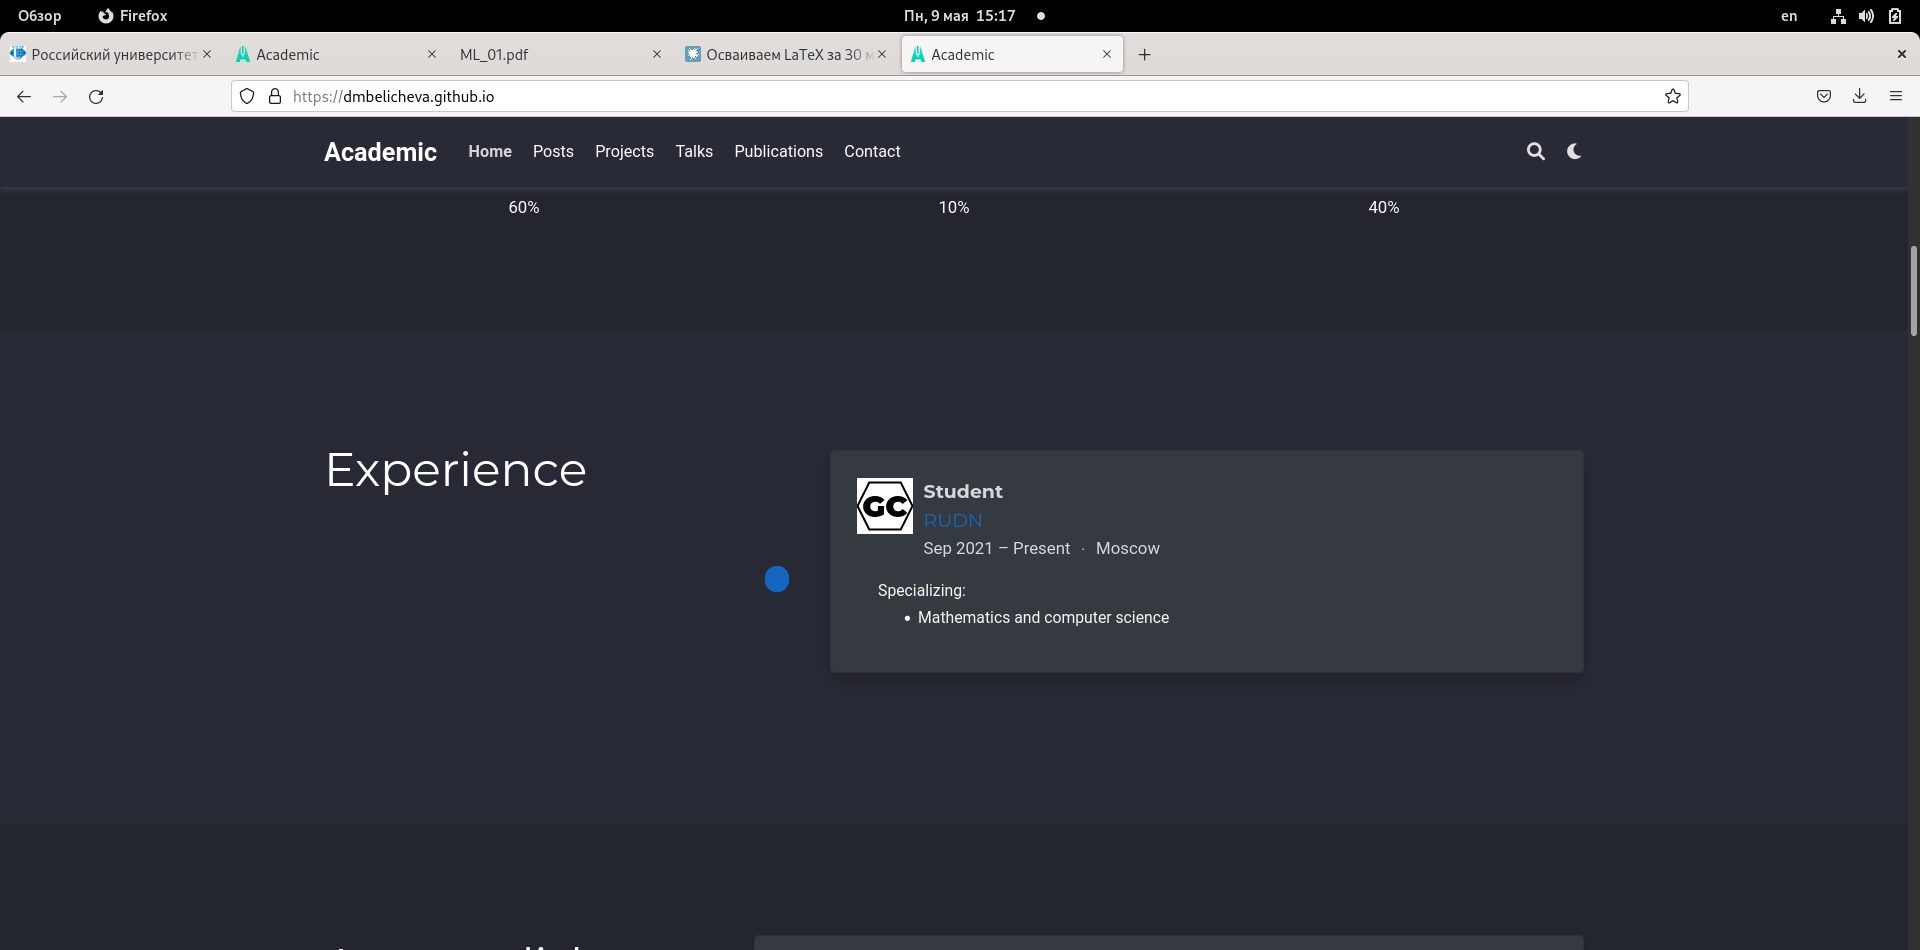 Обзор Firefox Пн, 9 мая 15:17 en
Российский университет Academic ML_01.pdf Осваиваем LaTeX за 30 м Academic
https://dmbelicheva.github.io
Academic Home Posts Projects Talks Publications Contact
60% 10% 40%
Experience
GC
Student
RUDN
Sep 2021 – Present · Moscow
Specializing:
• Mathematics and computer science